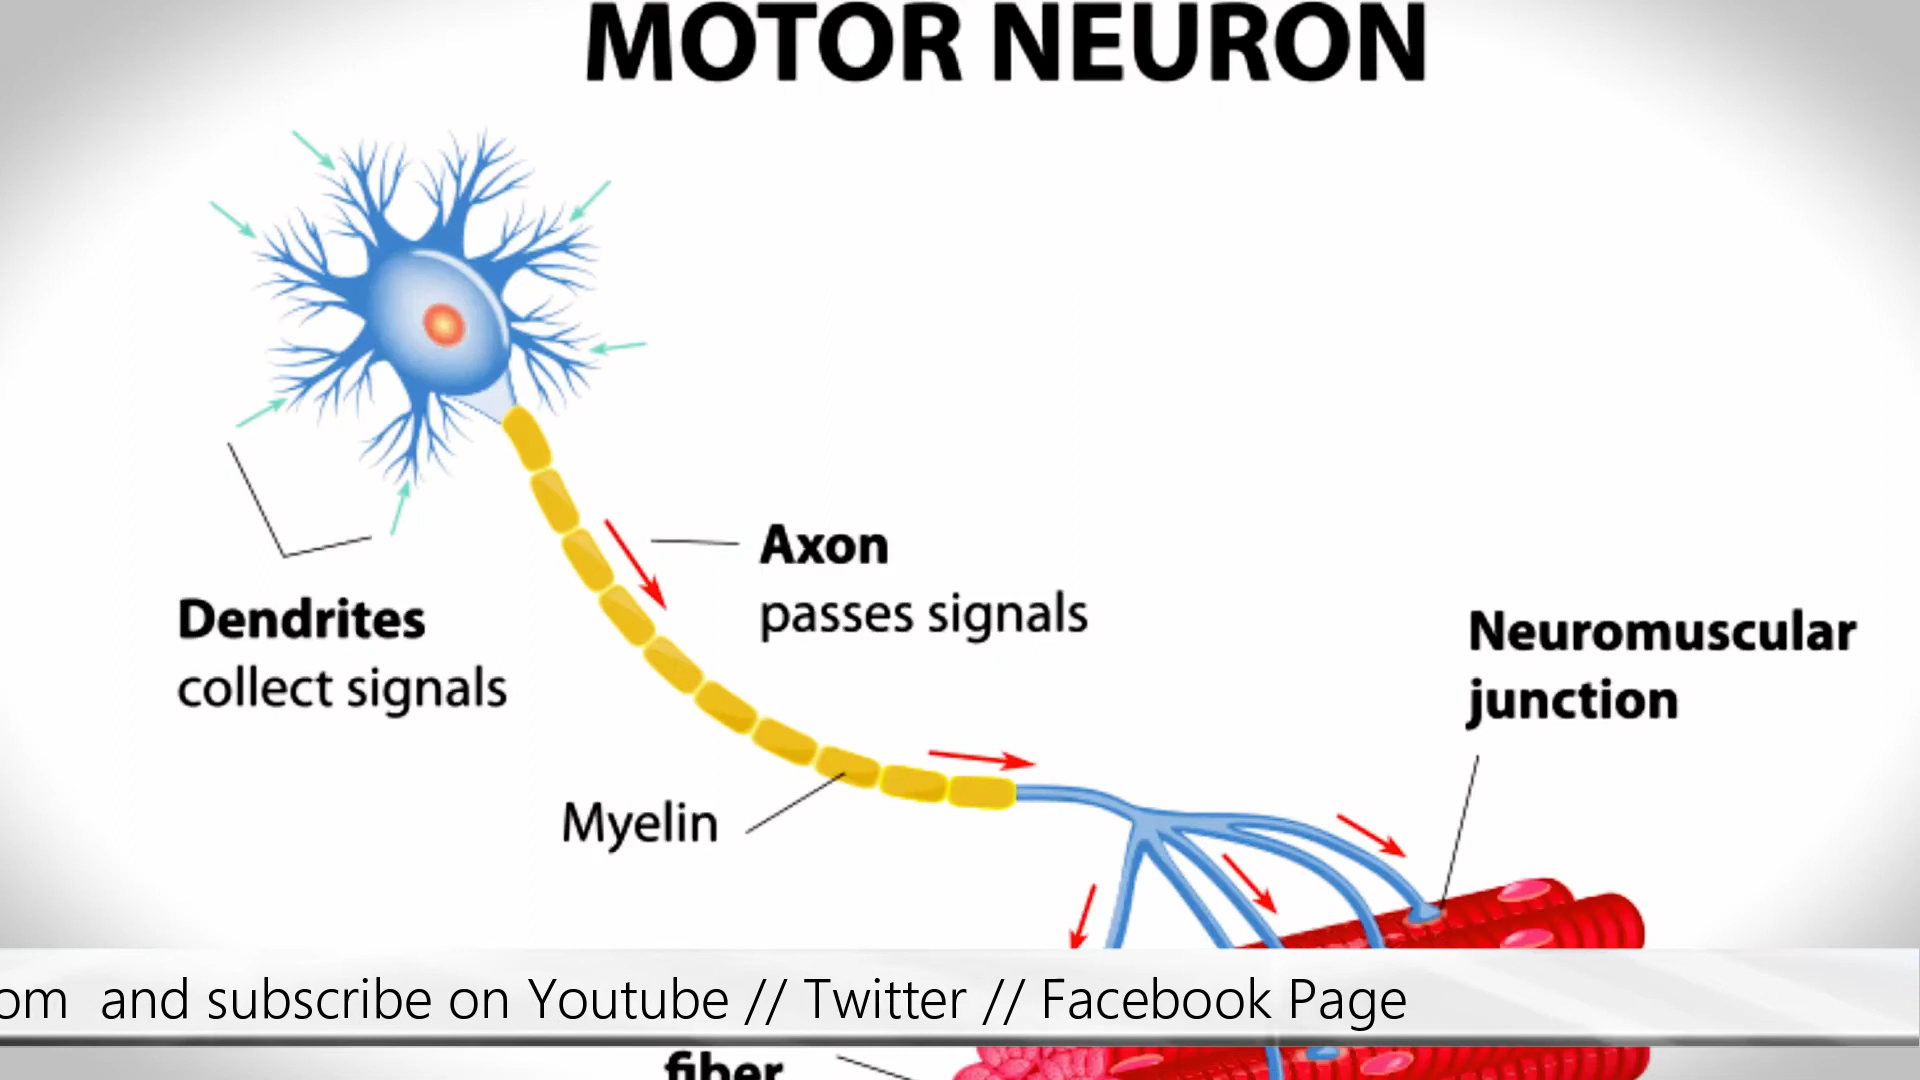 MOTOR NEURON
Axon
passes signals
Dendrites
collect signals
Neuromuscular
junction
Myelin
and subscribe on Youtube // Twitter // Facebook Page
fiber